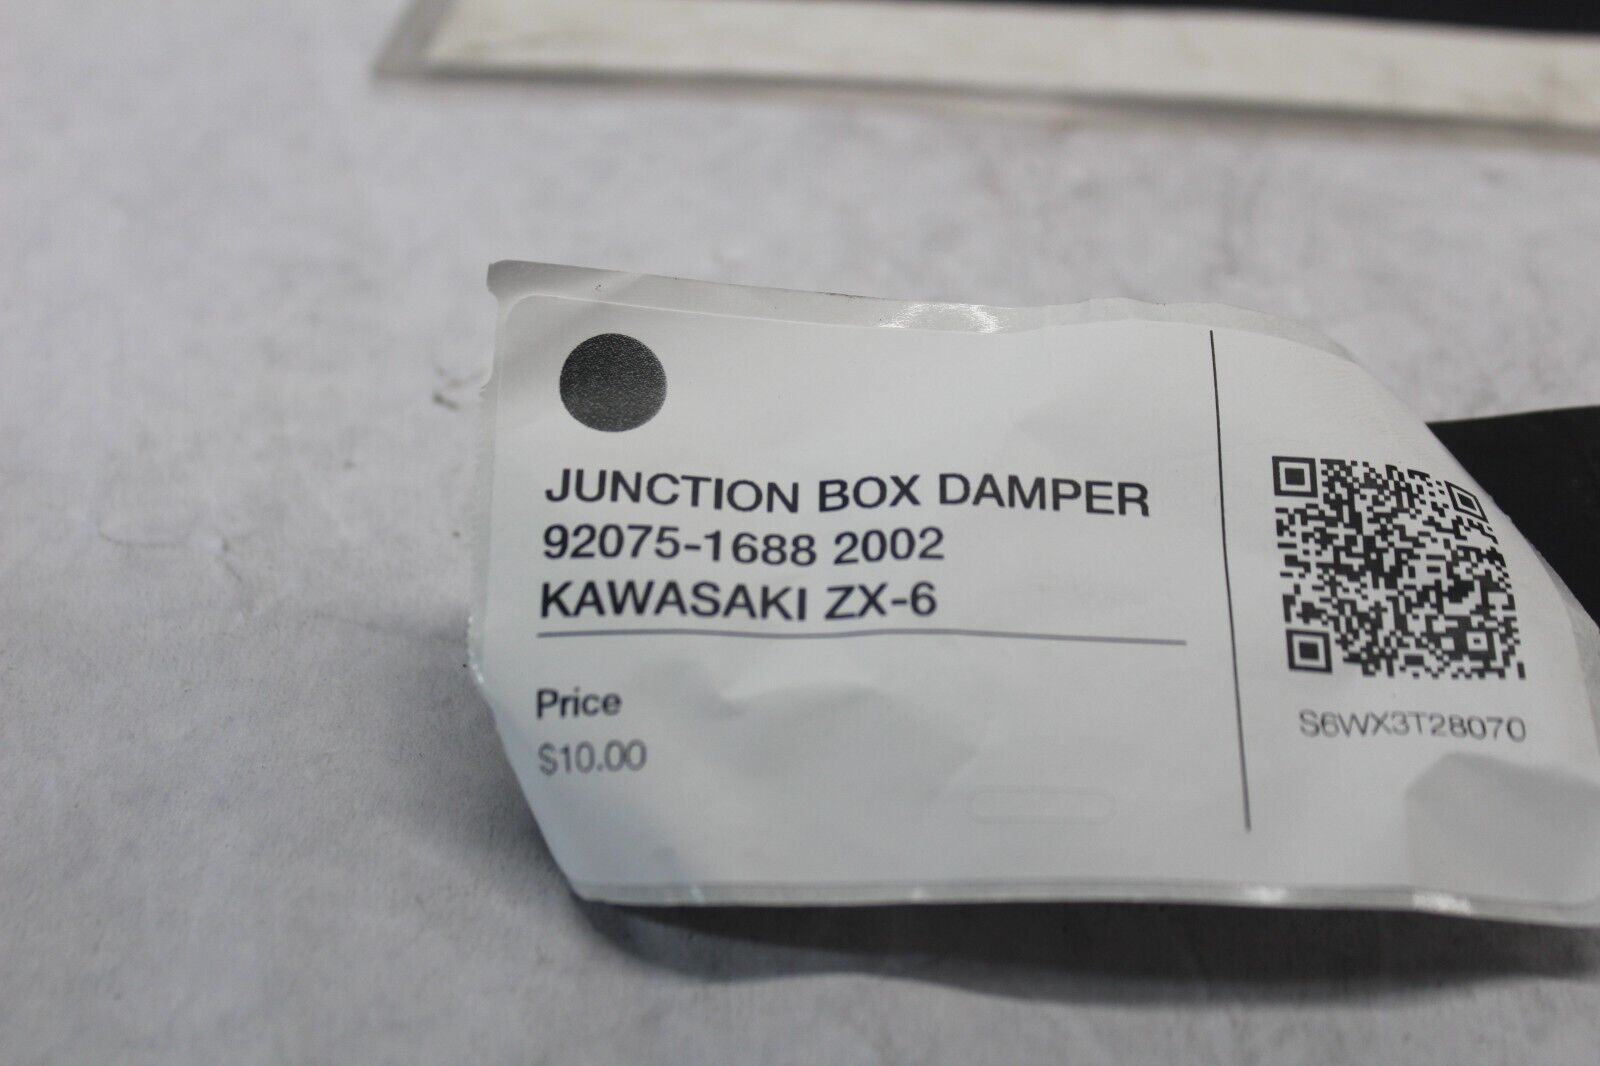 JUNCTION BOX DAMPER
92075-1688 2002
KAWASAKI ZX-6
Price
$10.00
S6WX3T28070